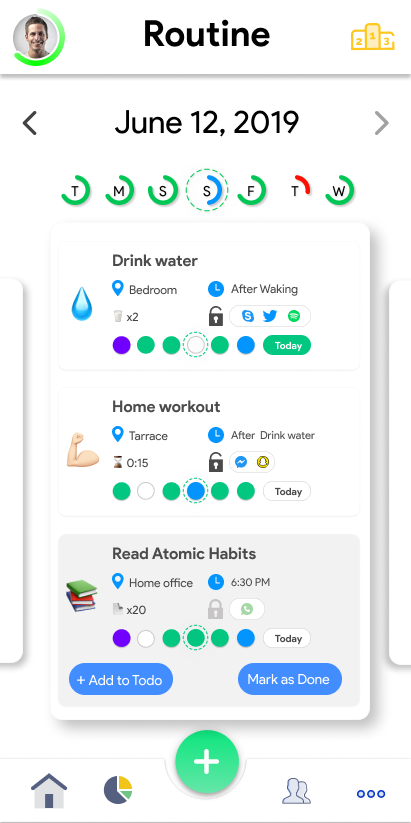 Routine
2 1 3
June 12, 2019
T M S S F T W
Drink water
Bedroom After Waking
x2
Today
Home workout
Tarrace After Drink water
0:15
Today
Read Atomic Habits
Home office 6:30 PM
x20
Today
+ Add to Todo Mark as Done